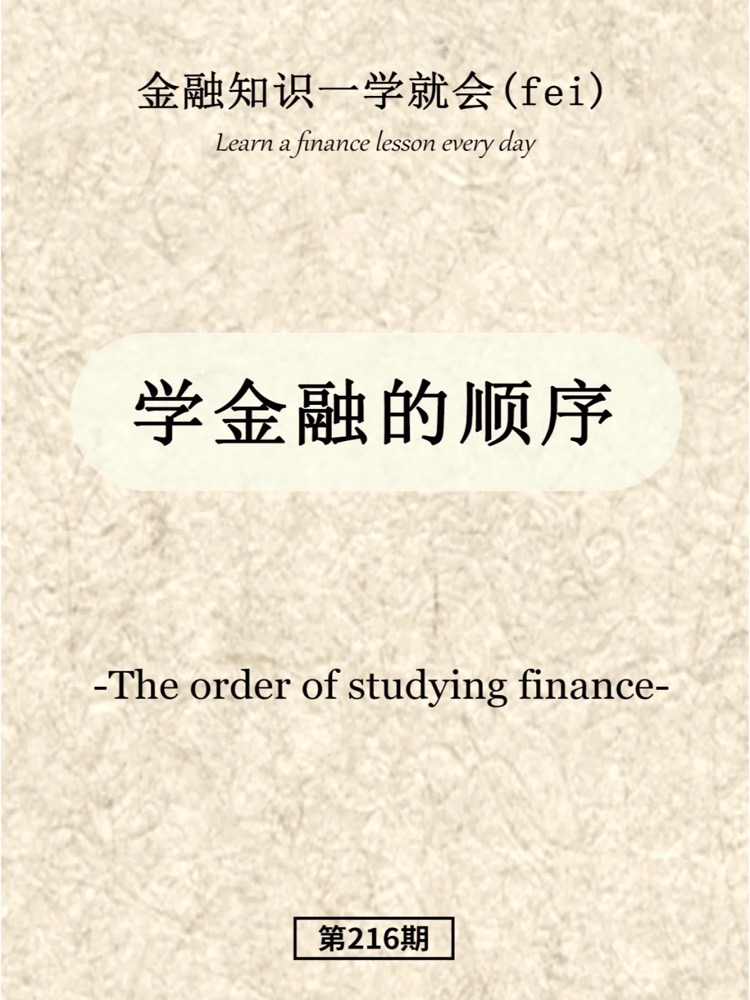 金融知识一学就会(fei)
Learn a finance lesson every day
学金融的顺序
-The order of studying finance-
第216期